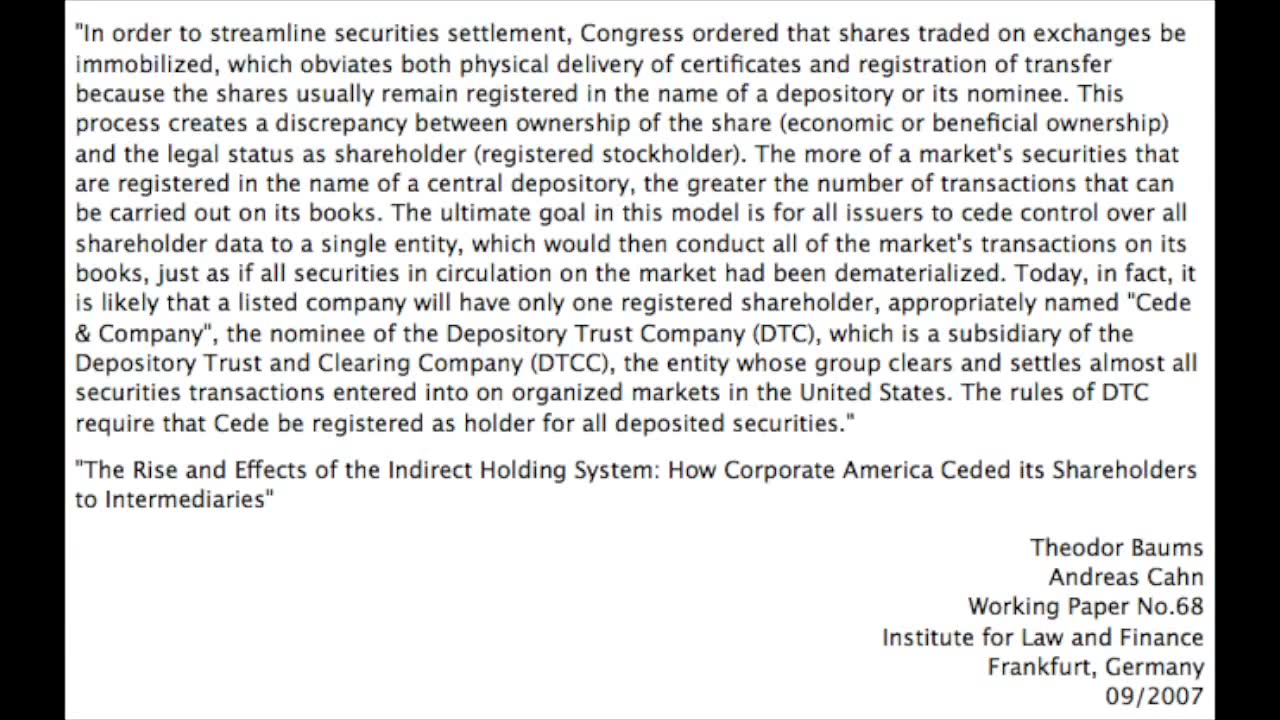 "In order to streamline securities settlement, Congress ordered that shares traded on exchanges be
immobilized, which obviates both physical delivery of certificates and registration of transfer
because the shares usually remain registered in the name of a depository or its nominee. This
process creates a discrepancy between ownership of the share (economic or beneficial ownership)
and the legal status as shareholder (registered stockholder). The more of a market's securities that
are registered in the name of a central depository, the greater the number of transactions that can
be carried out on its books. The ultimate goal in this model is for all issuers to cede control over all
shareholder data to a single entity, which would then conduct all of the market's transactions on its
books, just as if all securities in circulation on the market had been dematerialized. Today, in fact, it
is likely that a listed company will have only one registered shareholder, appropriately named "Cede
& Company", the nominee of the Depository Trust Company (DTC), which is a subsidiary of the
Depository Trust and Clearing Company (DTCC), the entity whose group clears and settles almost all
securities transactions entered into on organized markets in the United States. The rules of DTC
require that Cede be registered as holder for all deposited securities."
"The Rise and Effects of the Indirect Holding System: How Corporate America Ceded its Shareholders
to Intermediaries"
Theodor Baums
Andreas Cahn
Working Paper No.68
Institute for Law and Finance
Frankfurt, Germany
09/2007